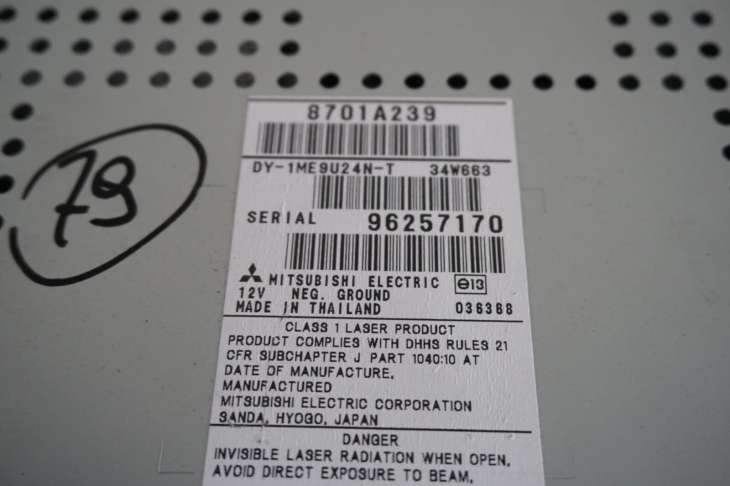 8701A239
DY-1ME9U24N-T 34W663
SERIAL 96257170
MITSUBISHI ELECTRIC ⊖13
12V NEG. GROUND
MADE IN THAILAND 036368
CLASS 1 LASER PRODUCT
PRODUCT COMPLIES WITH DHHS RULES 21
CFR SUBCHAPTER J PART 1040:10 AT
DATE OF MANUFACTURE.
MANUFACTURED
MITSUBISHI ELECTRIC CORPORATION
SANDA, HYOGO, JAPAN
DANGER
INVISIBLE LASER RADIATION WHEN OPEN.
AVOID DIRECT EXPOSURE TO BEAM.
79